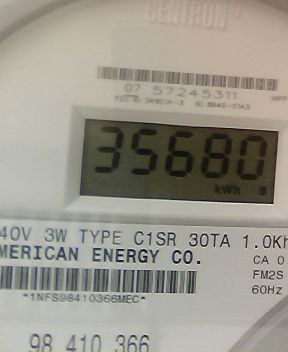 CENTRON
07 57245311
35680
kWh
40V 3W TYPE C1SR 30TA 1.0Kh
MERICAN ENERGY CO.
CA 0
FM2S
60Hz
*1NFS98410366MEC*
98 410 366